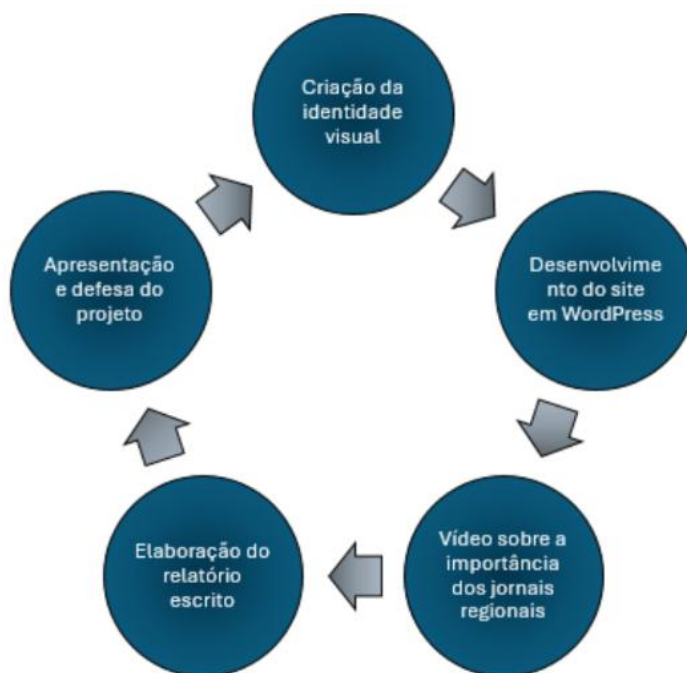 Criação da
identidade
visual
Desenvolvime
nto do site
em WordPress
Vídeo sobre a
importância
dos jornais
regionais
Elaboração do
relatório
escrito
Apresentação
e defesa do
projeto